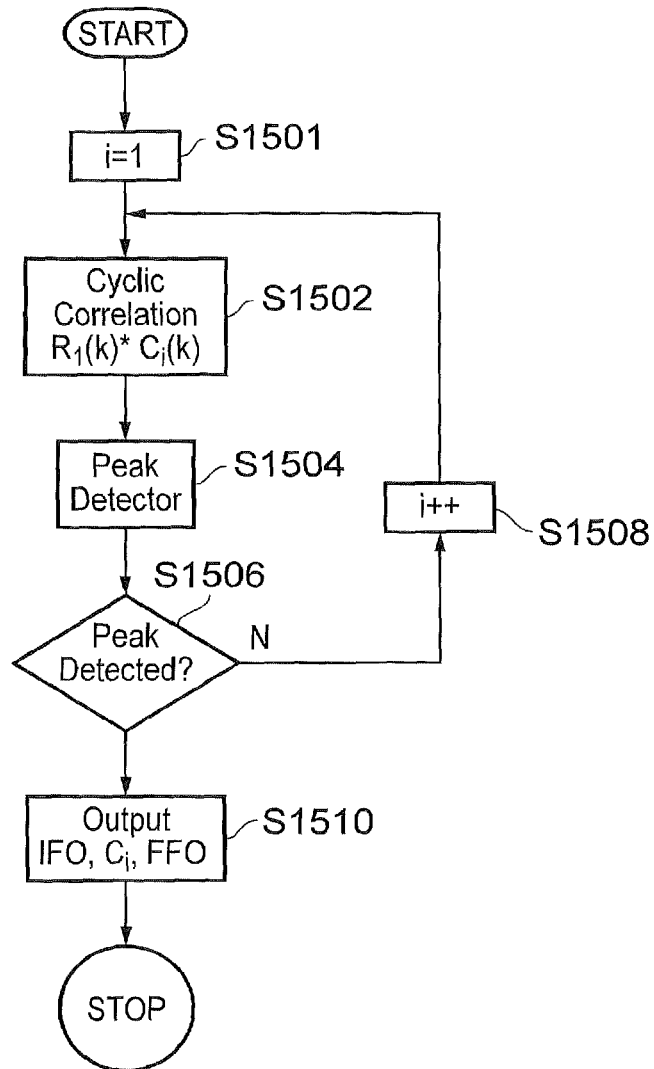 START
i=1
S1501
Cyclic
Correlation
R₁(k)* Cᵢ(k)
S1502
Peak
Detector
S1504
i++
S1508
S1506
Peak
Detected?
N
Output
IFO, Cᵢ, FFO
S1510
STOP